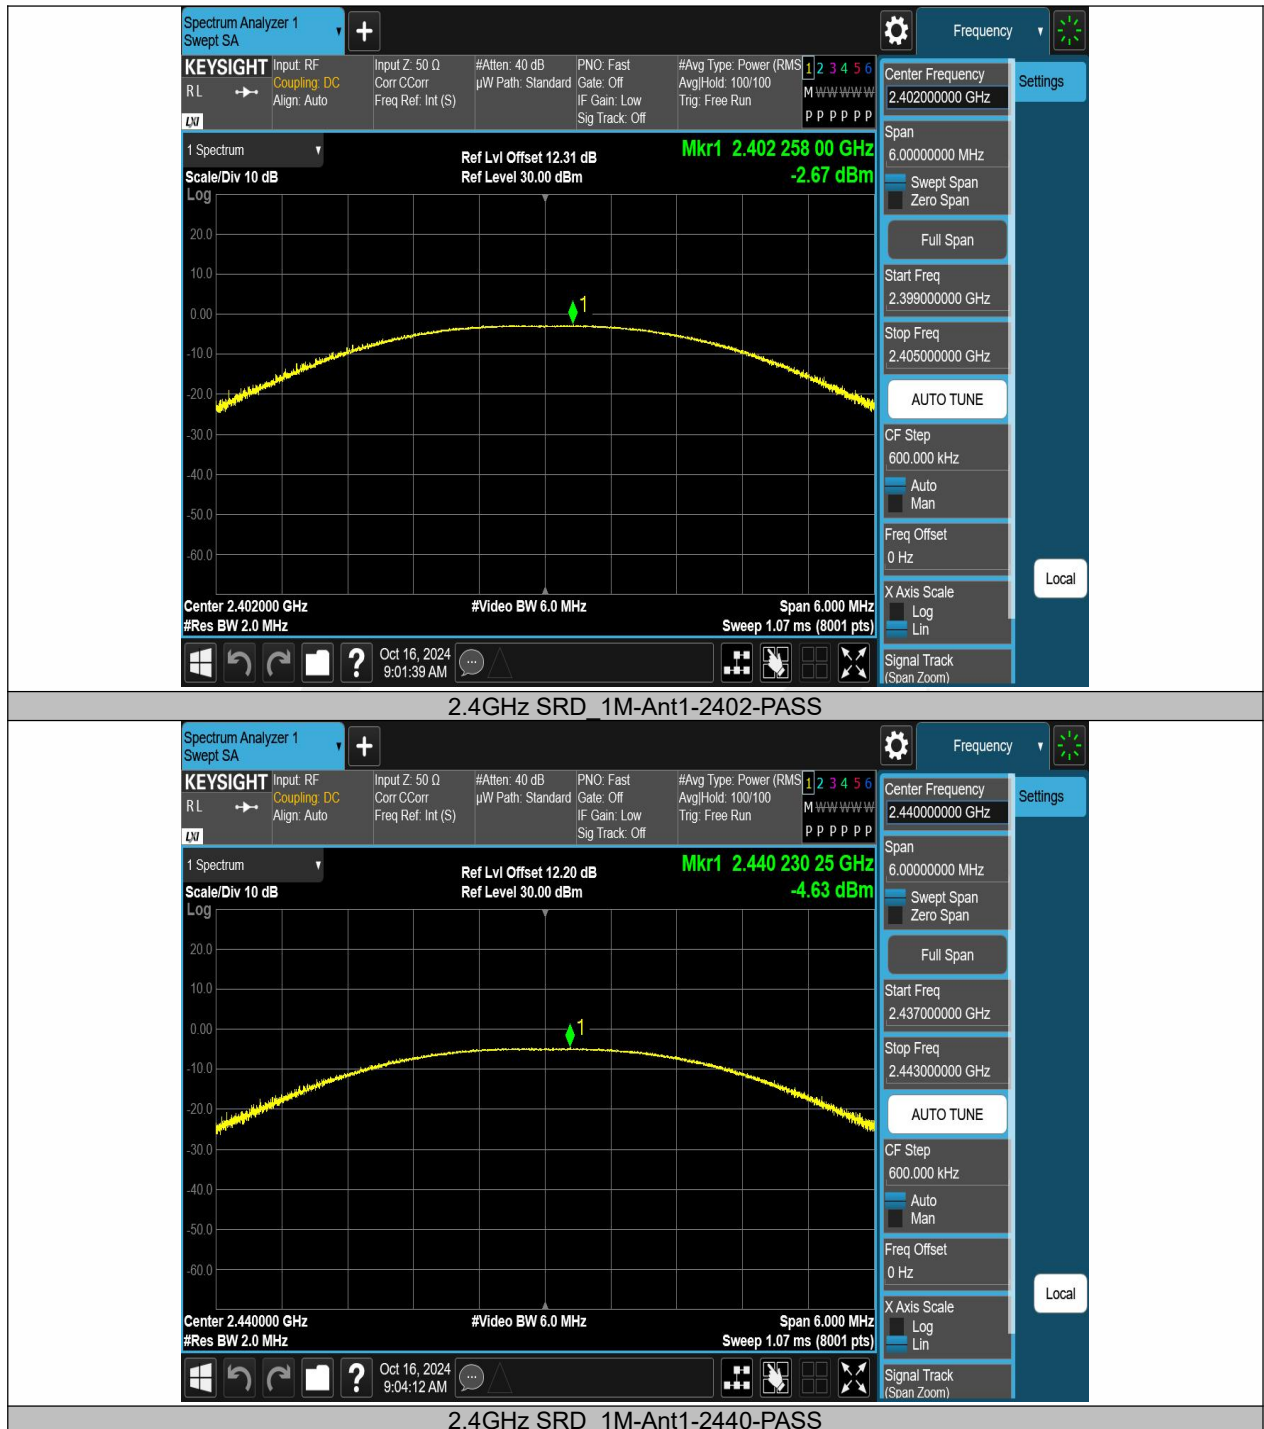 Spectrum Analyzer 1
Swept SA
+
Frequency
KEYSIGHT
RL
LXI
Input: RF
Coupling: DC
Align: Auto
Input Z: 50 Ω
Corr CCorr
Freq Ref: Int (S)
#Atten: 40 dB
µW Path: Standard
PNO: Fast
Gate: Off
IF Gain: Low
Sig Track: Off
#Avg Type: Power (RMS
Avg|Hold: 100/100
Trig: Free Run
1 2 3 4 5 6
M W W W W W
P P P P P P
1 Spectrum
Scale/Div 10 dB
Ref Lvl Offset 12.31 dB
Ref Level 30.00 dBm
Mkr1 2.402 258 00 GHz
-2.67 dBm
Log
20.0
10.0
0.00
-10.0
-20.0
-30.0
-40.0
-50.0
-60.0
1
Center 2.402000 GHz
#Res BW 2.0 MHz
#Video BW 6.0 MHz
Span 6.000 MHz
Sweep 1.07 ms (8001 pts)
?
Oct 16, 2024
9:01:39 AM
Center Frequency
2.402000000 GHz
Span
6.00000000 MHz
Swept Span
Zero Span
Full Span
Start Freq
2.399000000 GHz
Stop Freq
2.405000000 GHz
AUTO TUNE
CF Step
600.000 kHz
Auto
Man
Freq Offset
0 Hz
X Axis Scale
Log
Lin
Signal Track
(Span Zoom)
Settings
Local
2.4GHz SRD_1M-Ant1-2402-PASS
Spectrum Analyzer 1
Swept SA
+
Frequency
KEYSIGHT
RL
LXI
Input: RF
Coupling: DC
Align: Auto
Input Z: 50 Ω
Corr CCorr
Freq Ref: Int (S)
#Atten: 40 dB
µW Path: Standard
PNO: Fast
Gate: Off
IF Gain: Low
Sig Track: Off
#Avg Type: Power (RMS
Avg|Hold: 100/100
Trig: Free Run
1 2 3 4 5 6
M W W W W W
P P P P P P
1 Spectrum
Scale/Div 10 dB
Ref Lvl Offset 12.20 dB
Ref Level 30.00 dBm
Mkr1 2.440 230 25 GHz
-4.63 dBm
Log
20.0
10.0
0.00
-10.0
-20.0
-30.0
-40.0
-50.0
-60.0
1
Center 2.440000 GHz
#Res BW 2.0 MHz
#Video BW 6.0 MHz
Span 6.000 MHz
Sweep 1.07 ms (8001 pts)
?
Oct 16, 2024
9:04:12 AM
Center Frequency
2.440000000 GHz
Span
6.00000000 MHz
Swept Span
Zero Span
Full Span
Start Freq
2.437000000 GHz
Stop Freq
2.443000000 GHz
AUTO TUNE
CF Step
600.000 kHz
Auto
Man
Freq Offset
0 Hz
X Axis Scale
Log
Lin
Signal Track
(Span Zoom)
Settings
Local
2.4GHz SRD_1M-Ant1-2440-PASS